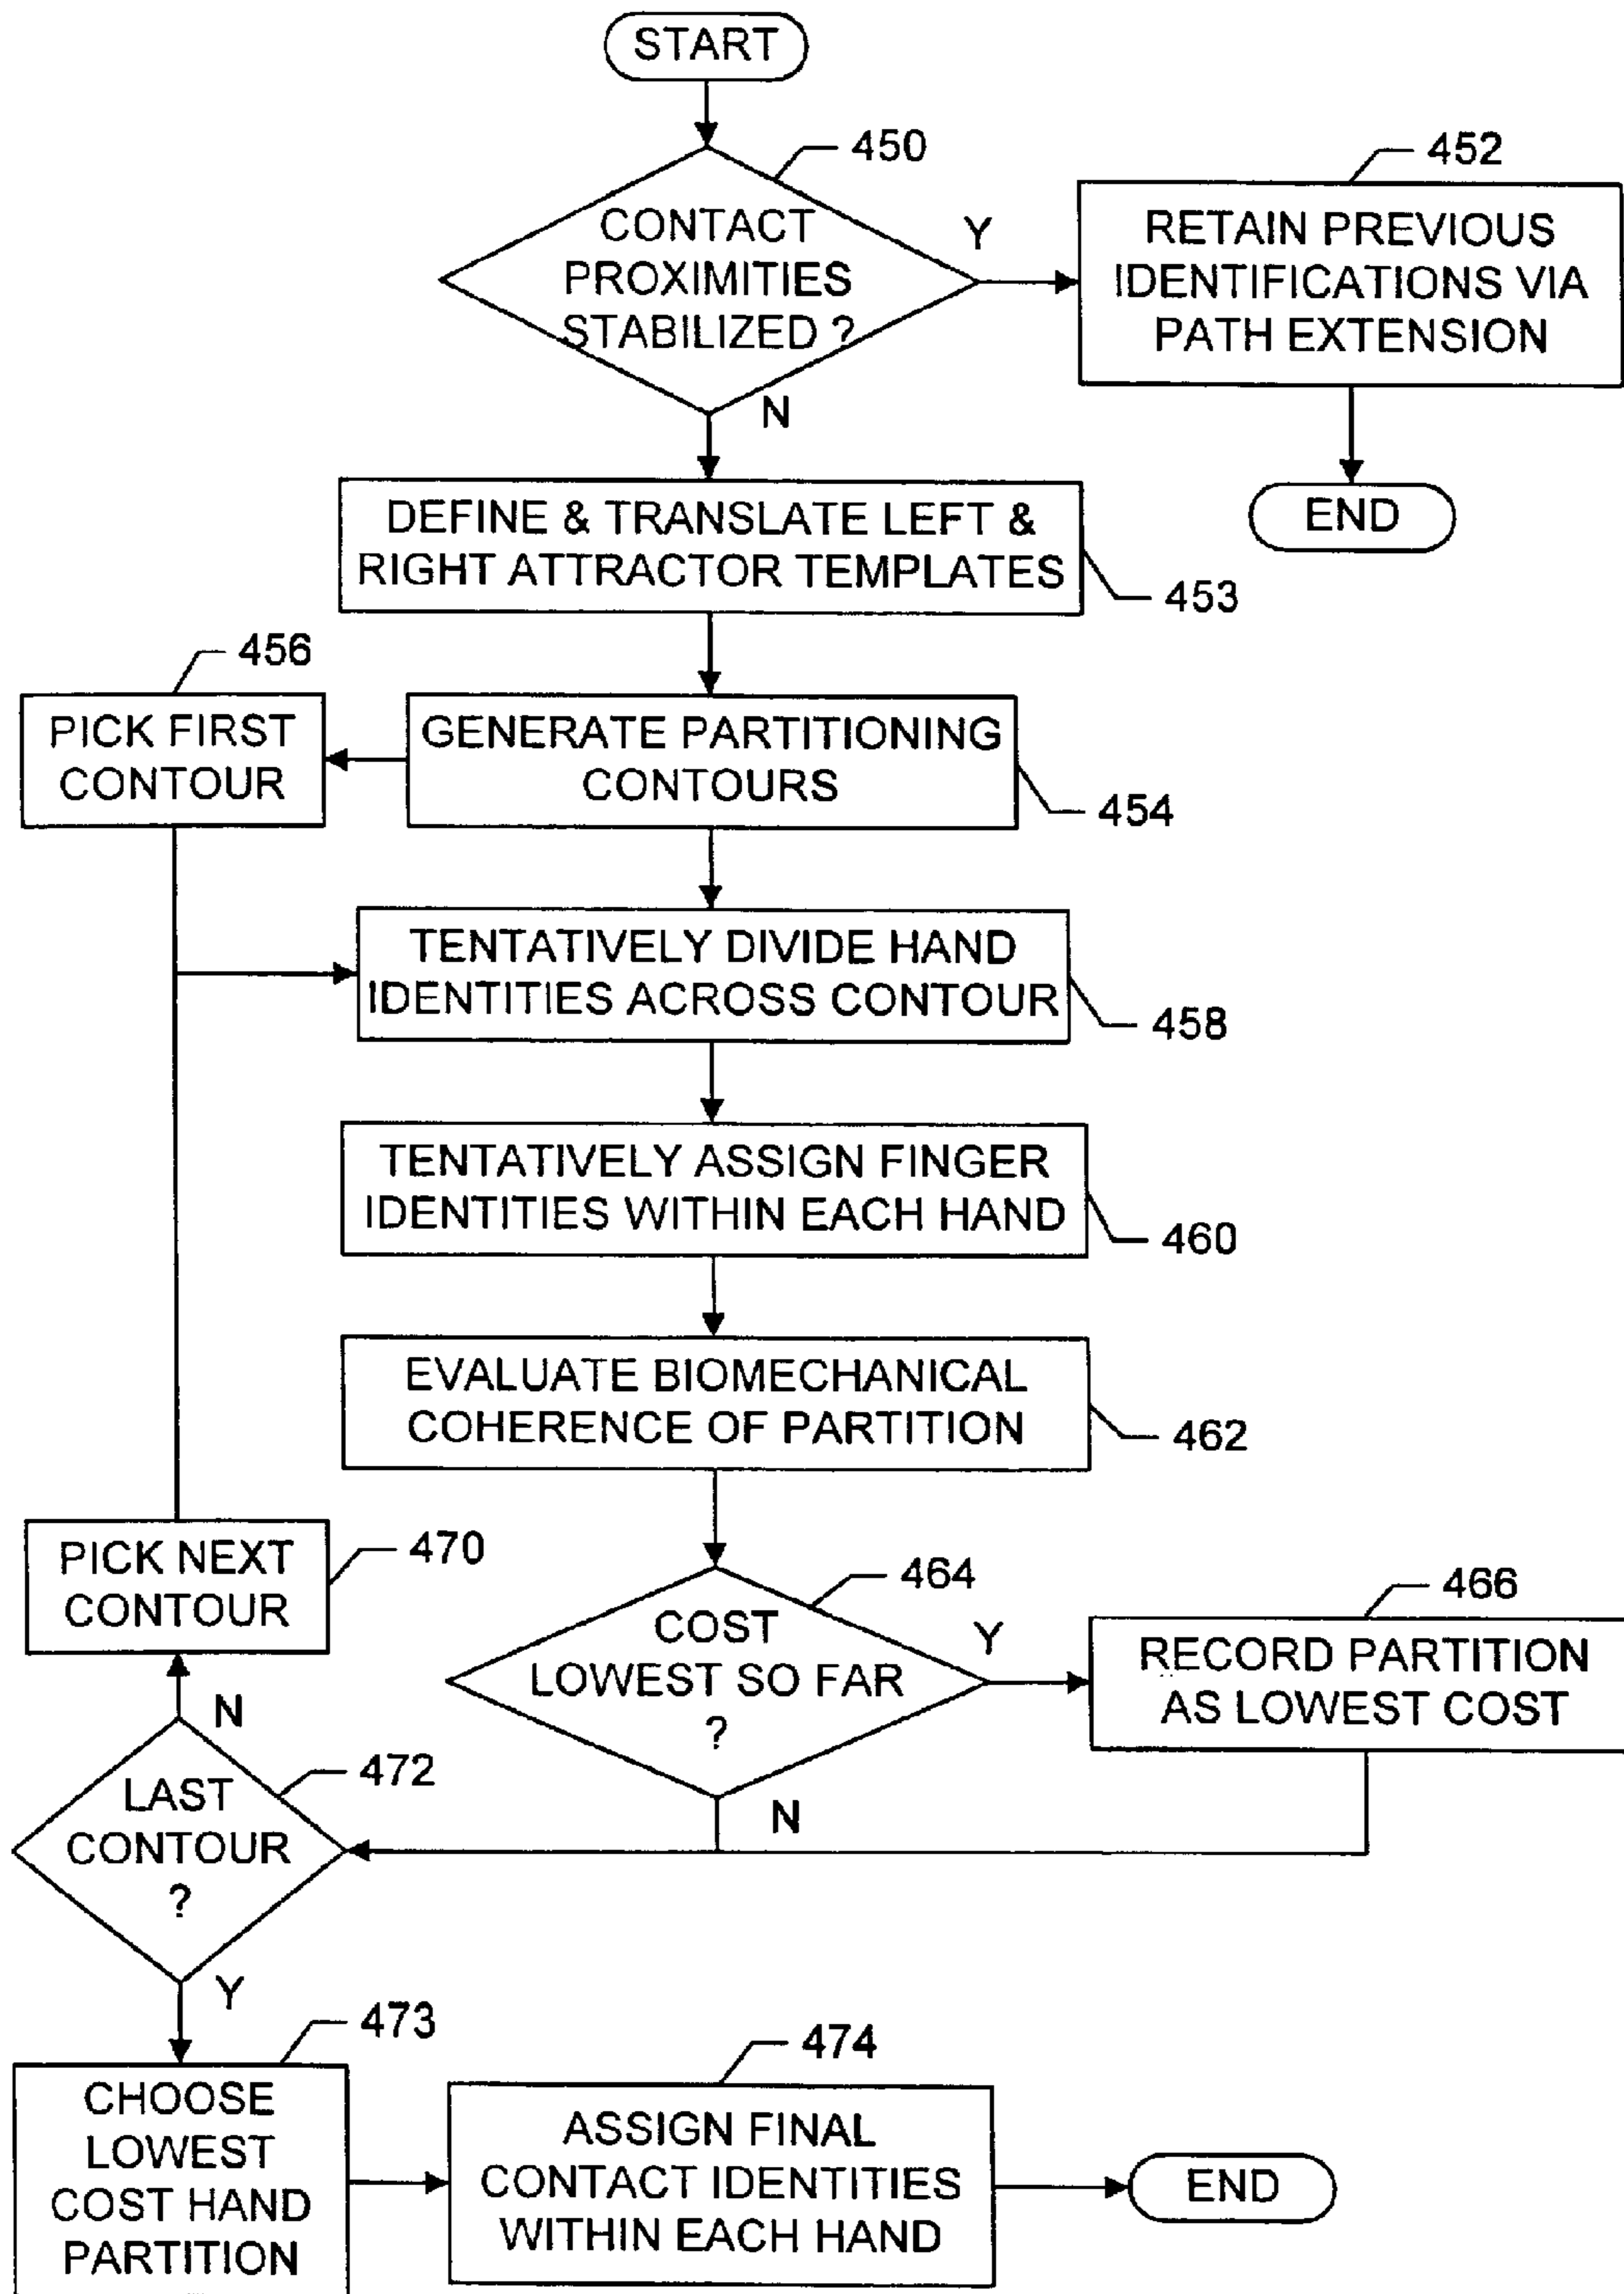 START
450
CONTACT
PROXIMITIES
STABILIZED ?
Y
N
452
RETAIN PREVIOUS
IDENTIFICATIONS VIA
PATH EXTENSION
END
DEFINE & TRANSLATE LEFT &
RIGHT ATTRACTOR TEMPLATES
453
456
PICK FIRST
CONTOUR
GENERATE PARTITIONING
CONTOURS
454
TENTATIVELY DIVIDE HAND
IDENTITIES ACROSS CONTOUR
458
TENTATIVELY ASSIGN FINGER
IDENTITIES WITHIN EACH HAND
460
EVALUATE BIOMECHANICAL
COHERENCE OF PARTITION
462
PICK NEXT
CONTOUR
470
464
COST
LOWEST SO FAR
?
Y
N
466
RECORD PARTITION
AS LOWEST COST
N
472
LAST
CONTOUR
?
Y
473
CHOOSE
LOWEST
COST HAND
PARTITION
474
ASSIGN FINAL
CONTACT IDENTITIES
WITHIN EACH HAND
END